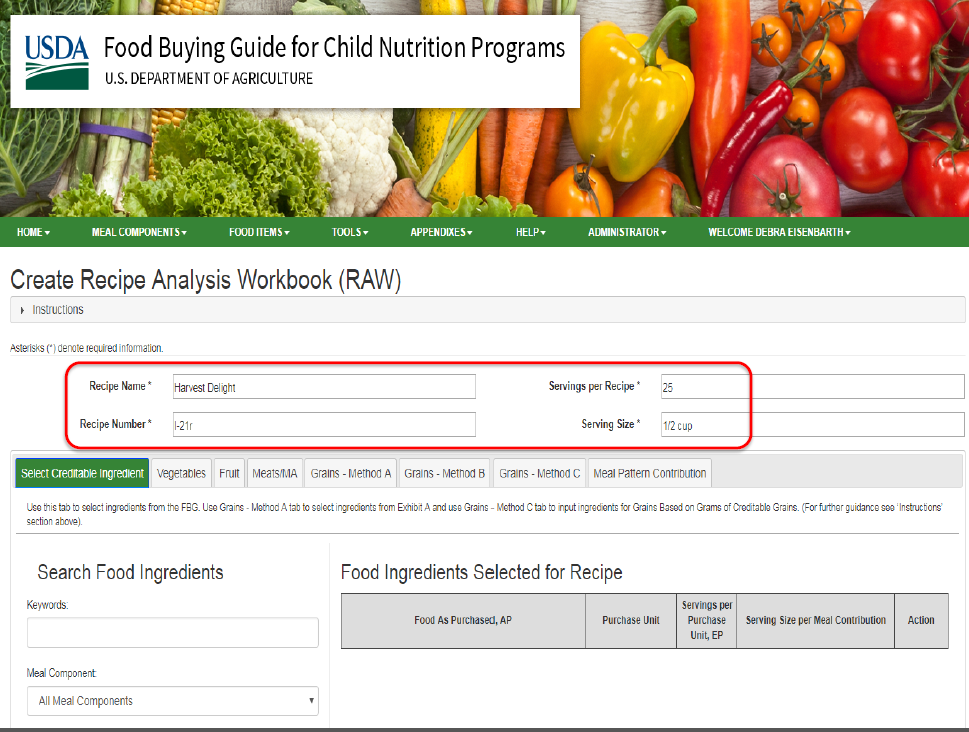 USDA
Food Buying Guide for Child Nutrition Programs
U.S. DEPARTMENT OF AGRICULTURE
HOME MEAL COMPONENTS FOOD ITEMS TOOLS APPENDIXES HELP ADMINISTRATOR WELCOME DEBRA EISENBARTH
Create Recipe Analysis Workbook (RAW)
Instructions
Asterisks (*) denote required information.
Recipe Name * Harvest Delight Servings per Recipe * 25
Recipe Number * I-21r Serving Size * 1/2 cup
Select Creditable Ingredient Vegetables Fruit Meats/MA Grains - Method A Grains - Method B Grains - Method C Meal Pattern Contribution
Use this tab to select ingredients from the FBG. Use Grains - Method A tab to select ingredients from Exhibit A and use Grains - Method C tab to input ingredients for Grains Based on Grams of Creditable Grains. (For further guidance see 'Instructions'
section above).
Search Food Ingredients
Keywords:
Meal Component:
All Meal Components
Food Ingredients Selected for Recipe
Food As Purchased, AP Purchase Unit Servings per Purchase Unit, EP Serving Size per Meal Contribution Action